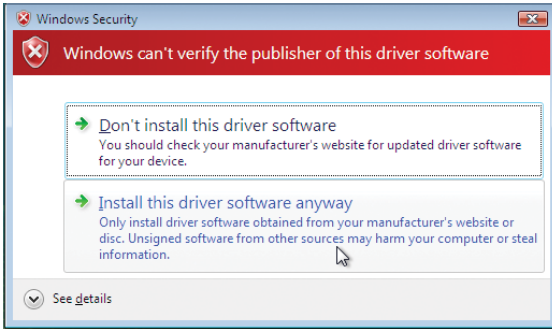 Windows Security
Windows can't verify the publisher of this driver software
Don't install this driver software
You should check your manufacturer's website for updated driver software
for your device.
Install this driver software anyway
Only install driver software obtained from your manufacturer's website or
disc. Unsigned software from other sources may harm your computer or steal
information.
See details